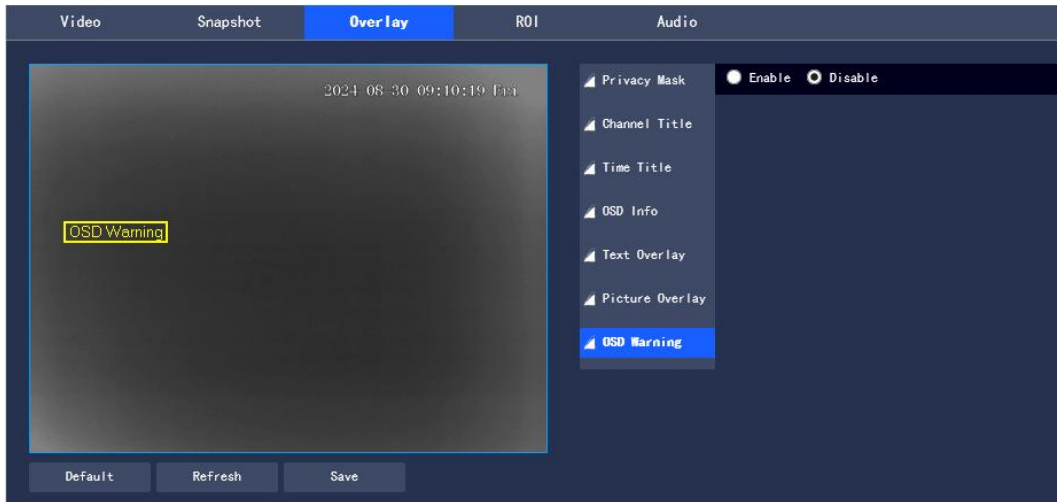 Video Snapshot Overlay ROI Audio
2024-08-30 09:10:19 Fri
OSD Warning
Privacy Mask
Channel Title
Time Title
OSD Info
Text Overlay
Picture Overlay
OSD Warning
Enable Disable
Default Refresh Save